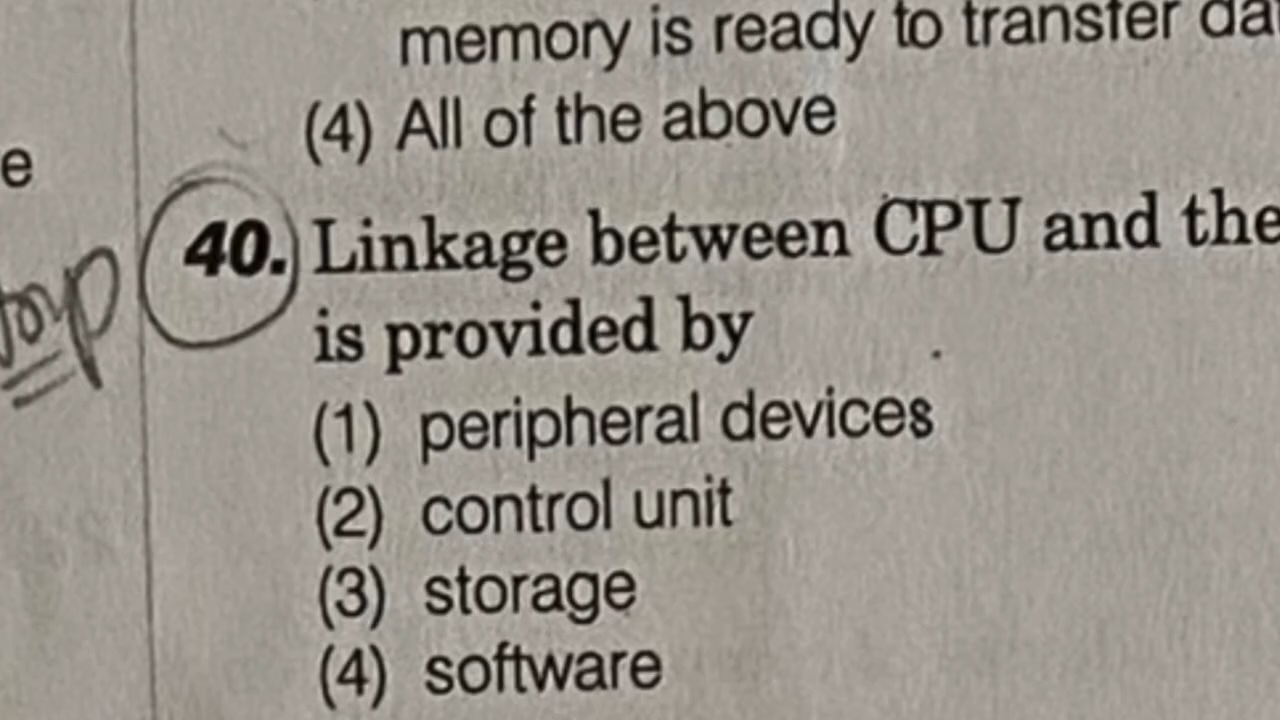 memory is ready to transfer da
(4) All of the above
e
40. Linkage between CPU and the
is provided by
(1) peripheral devices
(2) control unit
(3) storage
(4) software